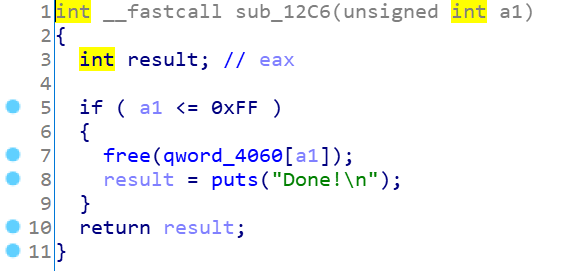 1 int __fastcall sub_12C6(unsigned int a1)
2 {
3   int result; // eax
4
5   if ( a1 <= 0xFF )
6   {
7     free(qword_4060[a1]);
8     result = puts("Done!\n");
9   }
10   return result;
11 }